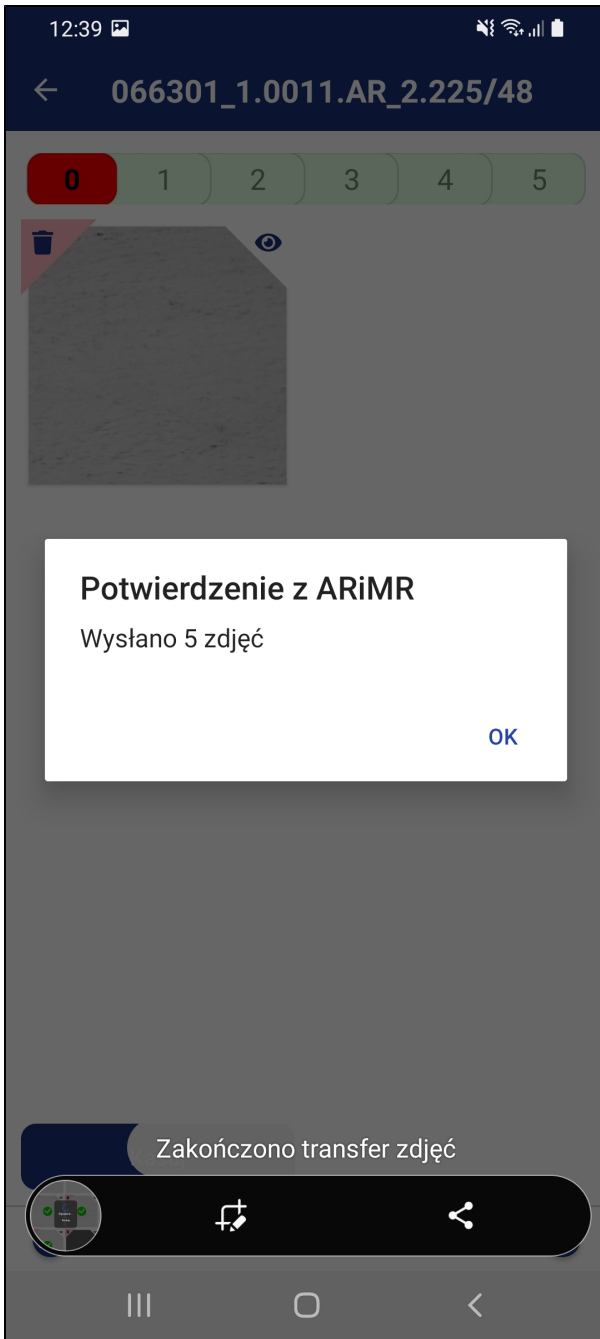 12:39
066301_1.0011.AR_2.225/48
0 1 2 3 4 5
Potwierdzenie z ARiMR
Wysłano 5 zdjęć
OK
Zakończono transfer zdjęć